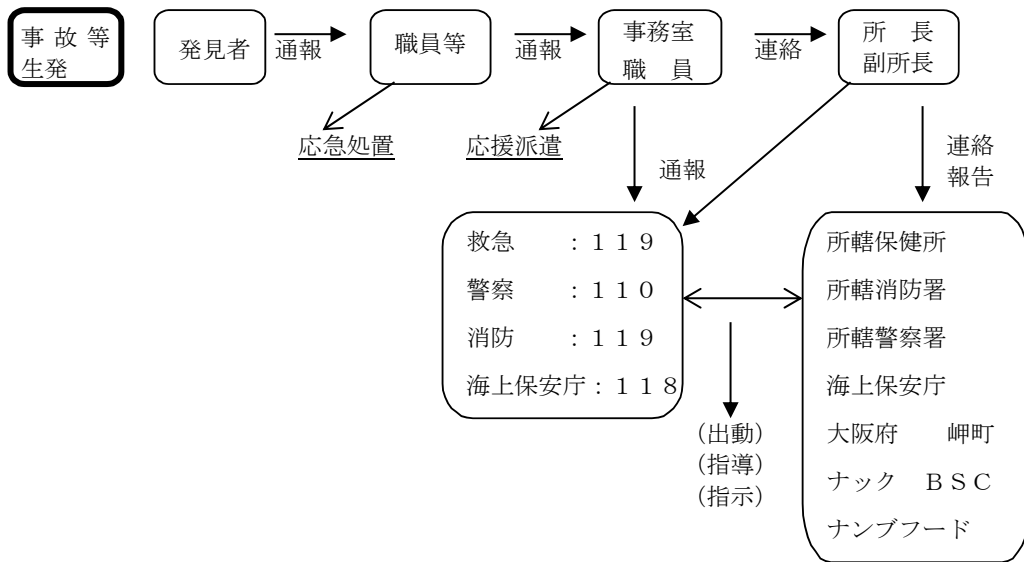 事 故 等
生発
発見者
通報
職員等
通報
事務室
職　員
連絡
所　長
副所長
応急処置
応援派遣
通報
連絡
報告
救急　　：１１９
警察　　：１１０
消防　　：１１９
海上保安庁：１１８
(出動)
(指導)
(指示)
所轄保健所
所轄消防署
所轄警察署
海上保安庁
大阪府　　岬町
ナック　ＢＳＣ
ナンブフード